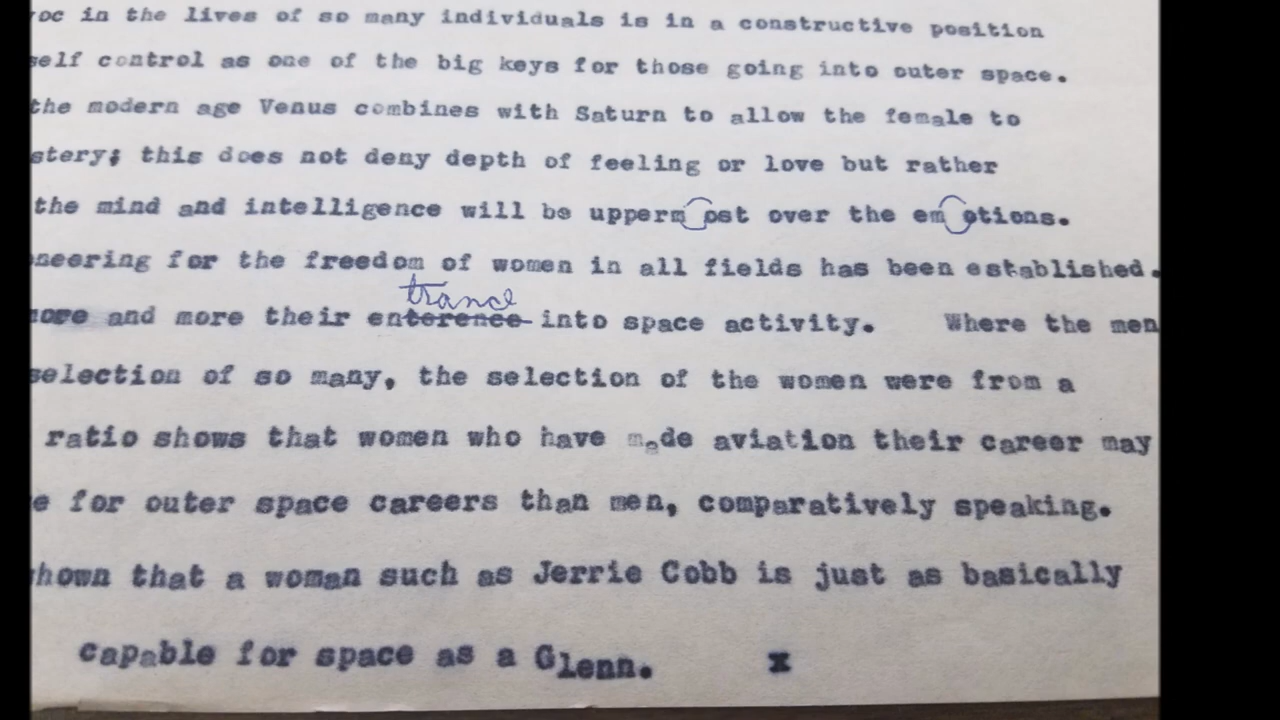 oc in the lives of so many individuals is in a constructive position
self control as one of the big keys for those going into outer space.
the modern age Venus combines with Saturn to allow the female to
stery; this does not deny depth of feeling or love but rather
the mind and intelligence will be upperm ost over the em otions.
neering for the freedom of women in all fields has been established.
trance
more and more their enterence into space activity. Where the men
selection of so many, the selection of the women were from a
ratio shows that women who have made aviation their career may
e for outer space careers than men, comparatively speaking.
hown that a woman such as Jerrie Cobb is just as basically
capable for space as a Glenn. x